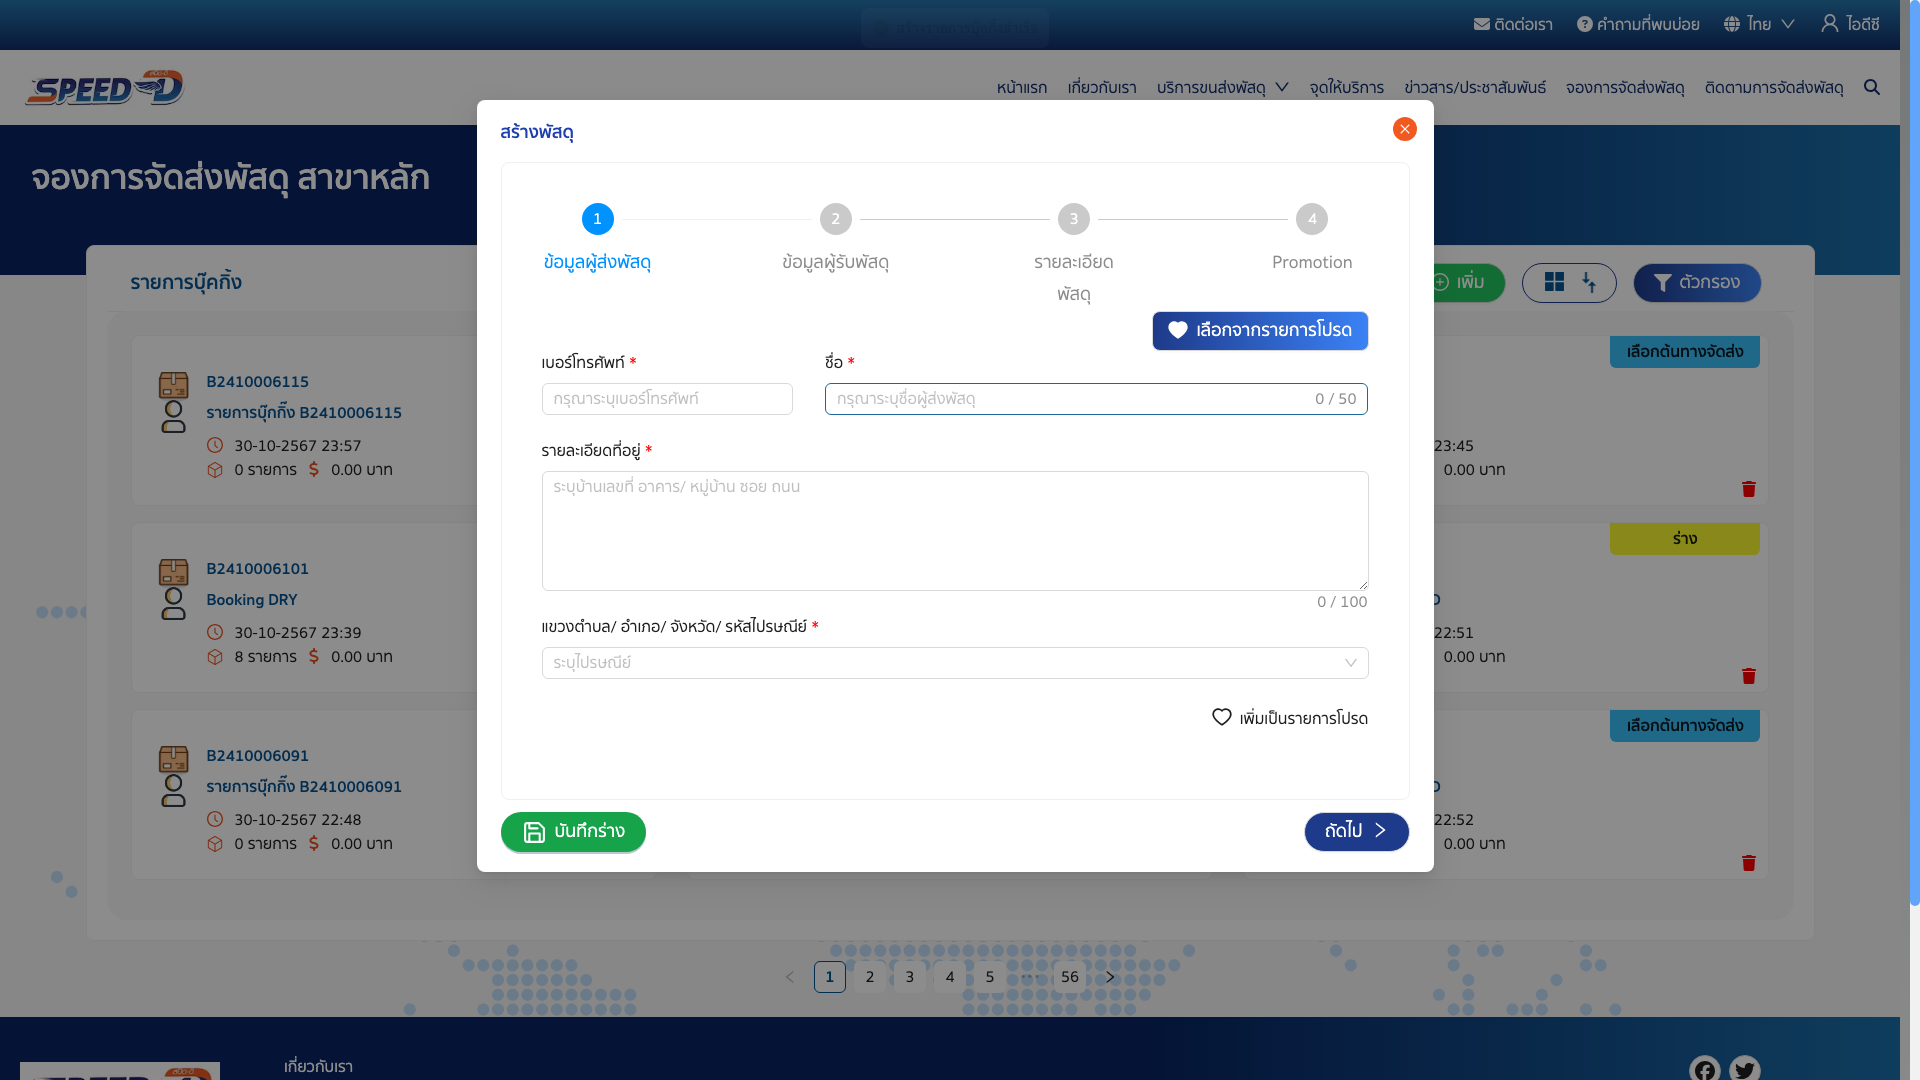 ติดต่อเรา
คำถามที่พบบ่อย
ไทย
ไอดีซี
SPEED-D
หน้าแรก
เกี่ยวกับเรา
บริการขนส่งพัสดุ
จุดให้บริการ
ข่าวสาร/ประชาสัมพันธ์
จองการจัดส่งพัสดุ
ติดตามการจัดส่งพัสดุ
จองการจัดส่งพัสดุ สาขาหลัก
สร้างพัสดุ
1
2
3
4
ข้อมูลผู้ส่งพัสดุ
ข้อมูลผู้รับพัสดุ
รายละเอียด
พัสดุ
Promotion
เลือกจากรายการโปรด
เบอร์โทรศัพท์ *
กรุณาระบุเบอร์โทรศัพท์
ชื่อ *
กรุณาระบุชื่อผู้ส่งพัสดุ
0 / 50
รายละเอียดที่อยู่ *
ระบุบ้านเลขที่ อาคาร/ หมู่บ้าน ซอย ถนน
0 / 100
แขวงตำบล/ อำเภอ/ จังหวัด/ รหัสไปรษณีย์ *
ระบุไปรษณีย์
เพิ่มเป็นรายการโปรด
บันทึกร่าง
ถัดไป
รายการบุ๊คกิ้ง
เพิ่ม
ตัวกรอง
B2410006115
รายการบุ๊กกิ๊ง B2410006115
30-10-2567 23:57
0 รายการ
0.00 บาท
เลือกต้นทางจัดส่ง
23:45
0.00 บาท
B2410006101
Booking DRY
30-10-2567 23:39
8 รายการ
0.00 บาท
ร่าง
22:51
0.00 บาท
B2410006091
รายการบุ๊กกิ๊ง B2410006091
30-10-2567 22:48
0 รายการ
0.00 บาท
เลือกต้นทางจัดส่ง
22:52
0.00 บาท
1
2
3
4
5
•••
56
เกี่ยวกับเรา